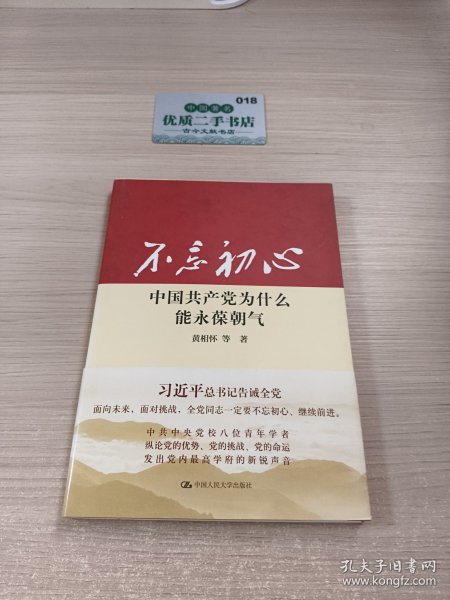 中国著名
018
优质二手书店
古今文献书店
不忘初心
中国共产党为什么
能永葆朝气
黄相怀 等 著
习近平总书记告诫全党
面向未来，面对挑战，全党同志一定要不忘初心、继续前进。
中共中央党校八位青年学者
纵论党的优势、党的挑战、党的命运
发出党内最高学府的新锐声音
中国人民大学出版社
孔夫子旧书网
www.kongfz.com